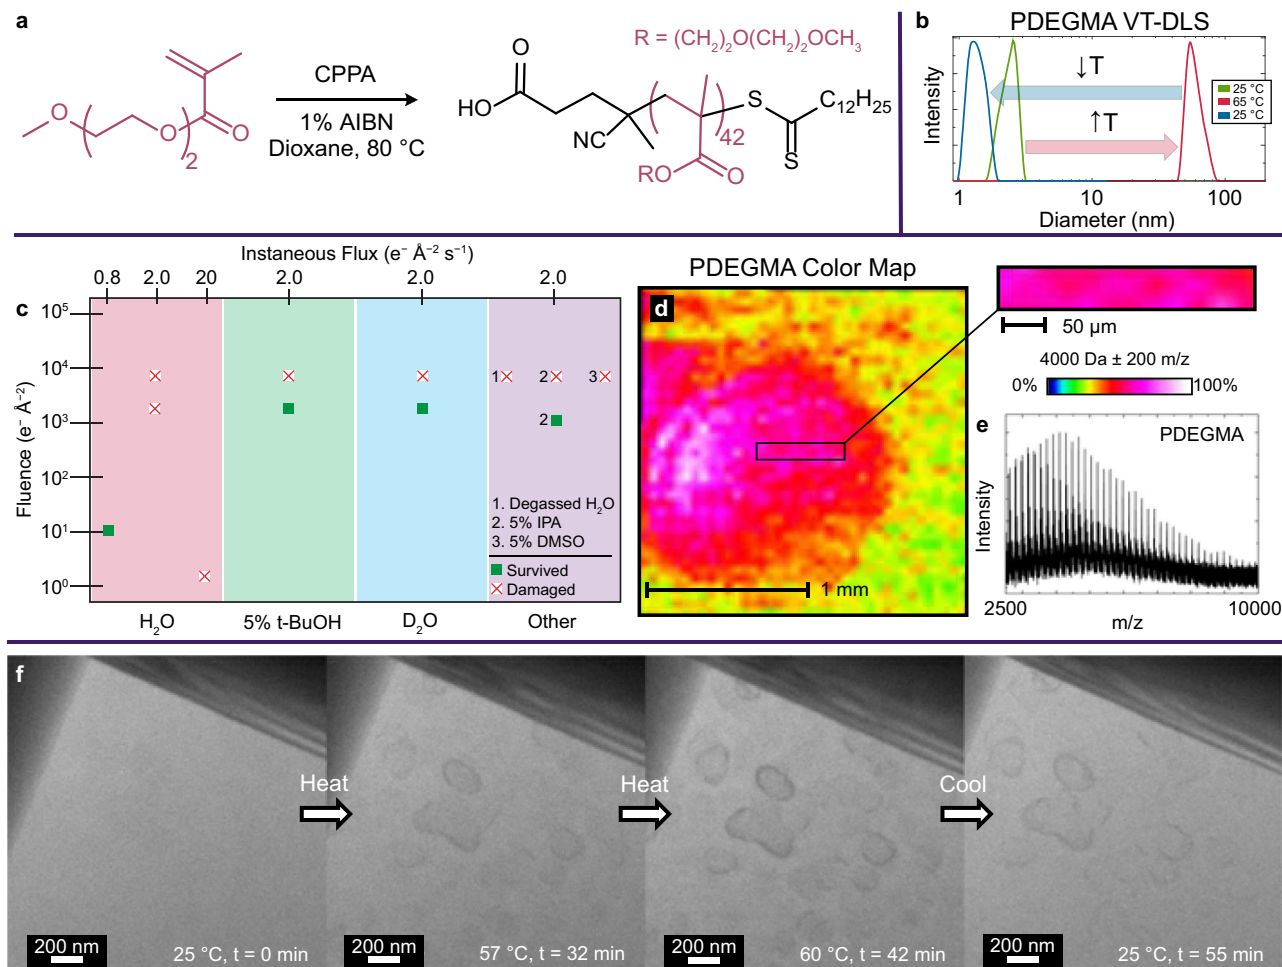 a
R = (CH₂)₂O(CH₂)₂OCH₃
CPPA
1% AIBN
Dioxane, 80 °C
O
O
O
2
HO
O
CN
42
RO
O
S
S
C₁₂H₂₅
b
PDEGMA VT-DLS
Intensity
↓T
↑T
25 °C
65 °C
25 °C
1
10
100
Diameter (nm)
Instaneous Flux (e⁻ Å⁻² s⁻¹)
0.8
2.0
20
2.0
2.0
2.0
c
Fluence (e⁻ Å⁻²)
10⁵
10⁴
10³
10²
10¹
10⁰
1
2
3
2
1. Degassed H₂O
2. 5% IPA
3. 5% DMSO
Survived
Damaged
H₂O
5% t-BuOH
D₂O
Other
PDEGMA Color Map
d
1 mm
50 µm
4000 Da ± 200 m/z
0%
100%
e
PDEGMA
Intensity
2500
10000
m/z
f
Heat
Heat
Cool
200 nm
25 °C, t = 0 min
200 nm
57 °C, t = 32 min
200 nm
60 °C, t = 42 min
200 nm
25 °C, t = 55 min